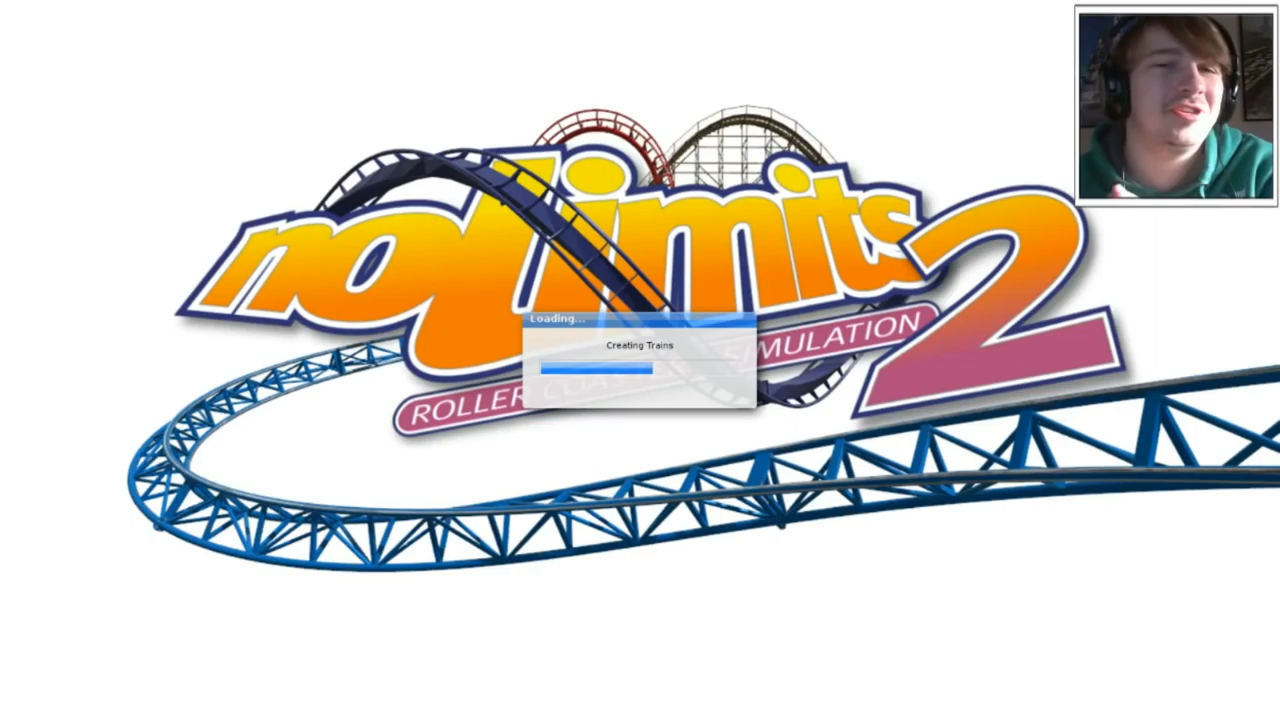 noLimits 2
ROLLER COASTER SIMULATION
Loading...
Creating Trains